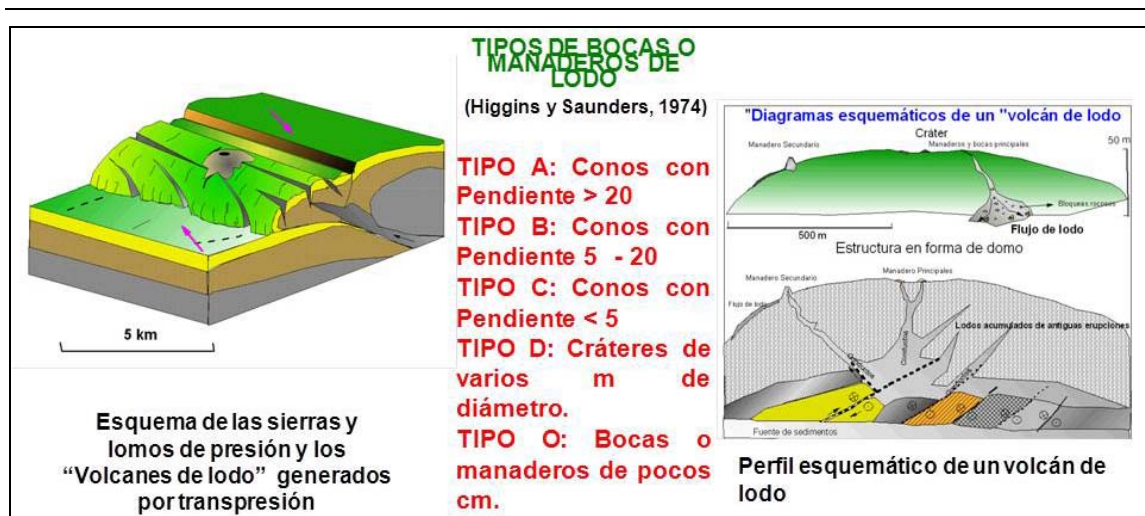 TIPOS DE BOCAS O
MANADEROS DE
LODO
(Higgins y Saunders, 1974)
TIPO A: Conos con
Pendiente > 20
TIPO B: Conos con
Pendiente 5 - 20
TIPO C: Conos con
Pendiente < 5
TIPO D: Cráteres de
varios m de
diámetro.
TIPO O: Bocas o
manaderos de pocos
cm.
5 km
Esquema de las sierras y
lomos de presión y los
“Volcanes de lodo” generados
por transpresión
"Diagramas esquemáticos de un "volcán de lodo
Cráter
Manadero Secundario
Manaderos y bocas principales
50 m
Bloques rocosos
Flujo de lodo
500 m
Estructura en forma de domo
Manadero Secundario
Manadero Principales
Flujo de lodo
Lodos acumulados de antiguas erupciones
Conductos
Fuente de sedimentos
Perfil esquemático de un volcán de
lodo